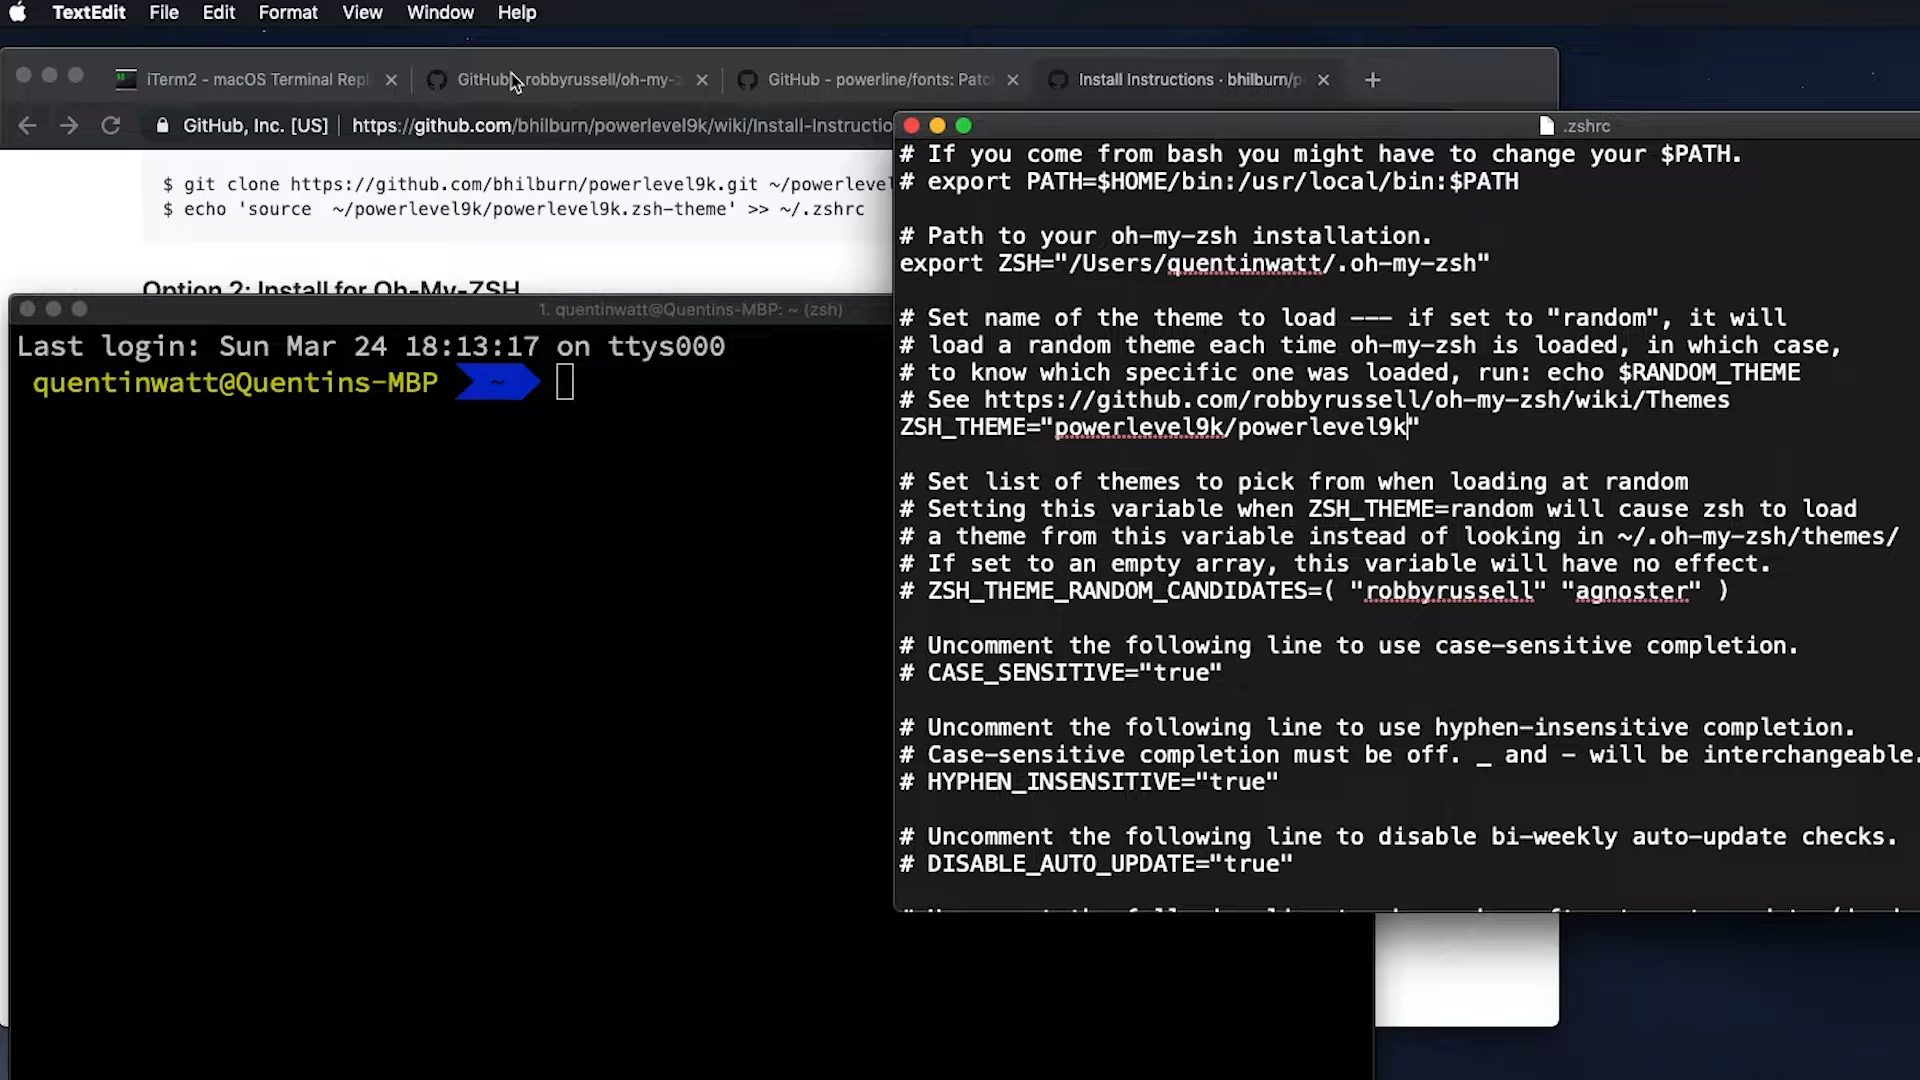 TextEdit File Edit Format View Window Help
iTerm2 - macOS Terminal Repl
GitHub robbyrussell/oh-my-z
GitHub - powerline/fonts: Patc
Install Instructions · bhilburn/p
GitHub, Inc. [US] | https://github.com/bhilburn/powerlevel9k/wiki/Install-Instructio
$ git clone https://github.com/bhilburn/powerlevel9k.git ~/powerlevel
$ echo 'source  ~/powerlevel9k/powerlevel9k.zsh-theme' >> ~/.zshrc
Option 2: Install for Oh-My-ZSH
1. quentinwatt@Quentins-MBP: ~ (zsh)
Last login: Sun Mar 24 18:13:17 on ttys000
quentinwatt@Quentins-MBP ~
.zshrc
# If you come from bash you might have to change your $PATH.
# export PATH=$HOME/bin:/usr/local/bin:$PATH
# Path to your oh-my-zsh installation.
export ZSH="/Users/quentinwatt/.oh-my-zsh"
# Set name of the theme to load --- if set to "random", it will
# load a random theme each time oh-my-zsh is loaded, in which case,
# to know which specific one was loaded, run: echo $RANDOM_THEME
# See https://github.com/robbyrussell/oh-my-zsh/wiki/Themes
ZSH_THEME="powerlevel9k/powerlevel9k"
# Set list of themes to pick from when loading at random
# Setting this variable when ZSH_THEME=random will cause zsh to load
# a theme from this variable instead of looking in ~/.oh-my-zsh/themes/
# If set to an empty array, this variable will have no effect.
# ZSH_THEME_RANDOM_CANDIDATES=( "robbyrussell" "agnoster" )
# Uncomment the following line to use case-sensitive completion.
# CASE_SENSITIVE="true"
# Uncomment the following line to use hyphen-insensitive completion.
# Case-sensitive completion must be off. _ and - will be interchangeable.
# HYPHEN_INSENSITIVE="true"
# Uncomment the following line to disable bi-weekly auto-update checks.
# DISABLE_AUTO_UPDATE="true"